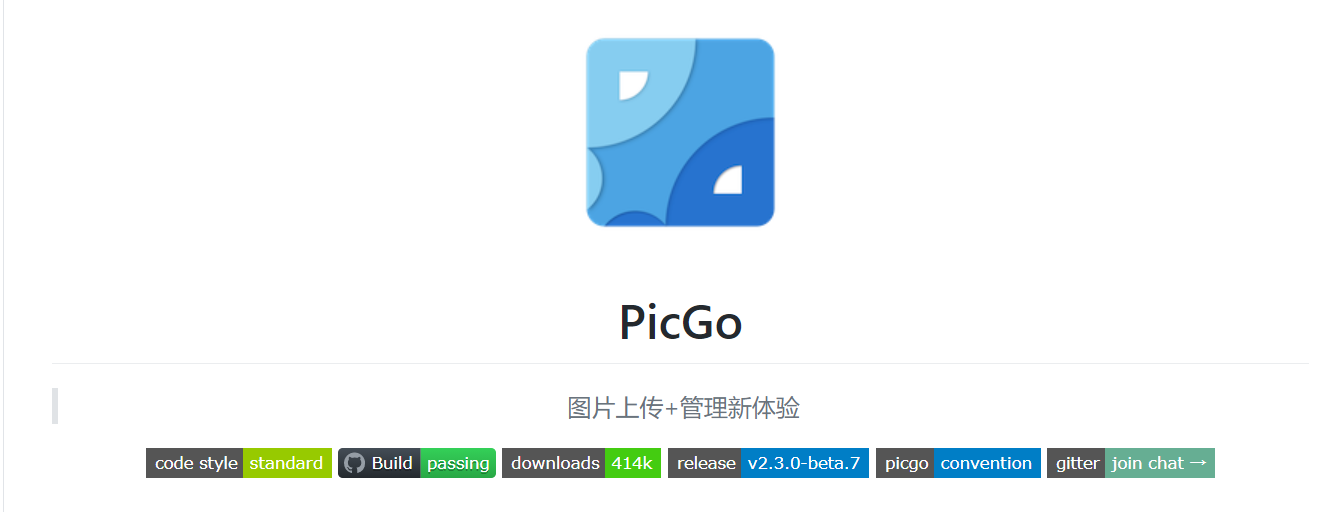 PicGo
图片上传+管理新体验
code style standard Build passing downloads 414k release v2.3.0-beta.7 picgo convention gitter join chat →